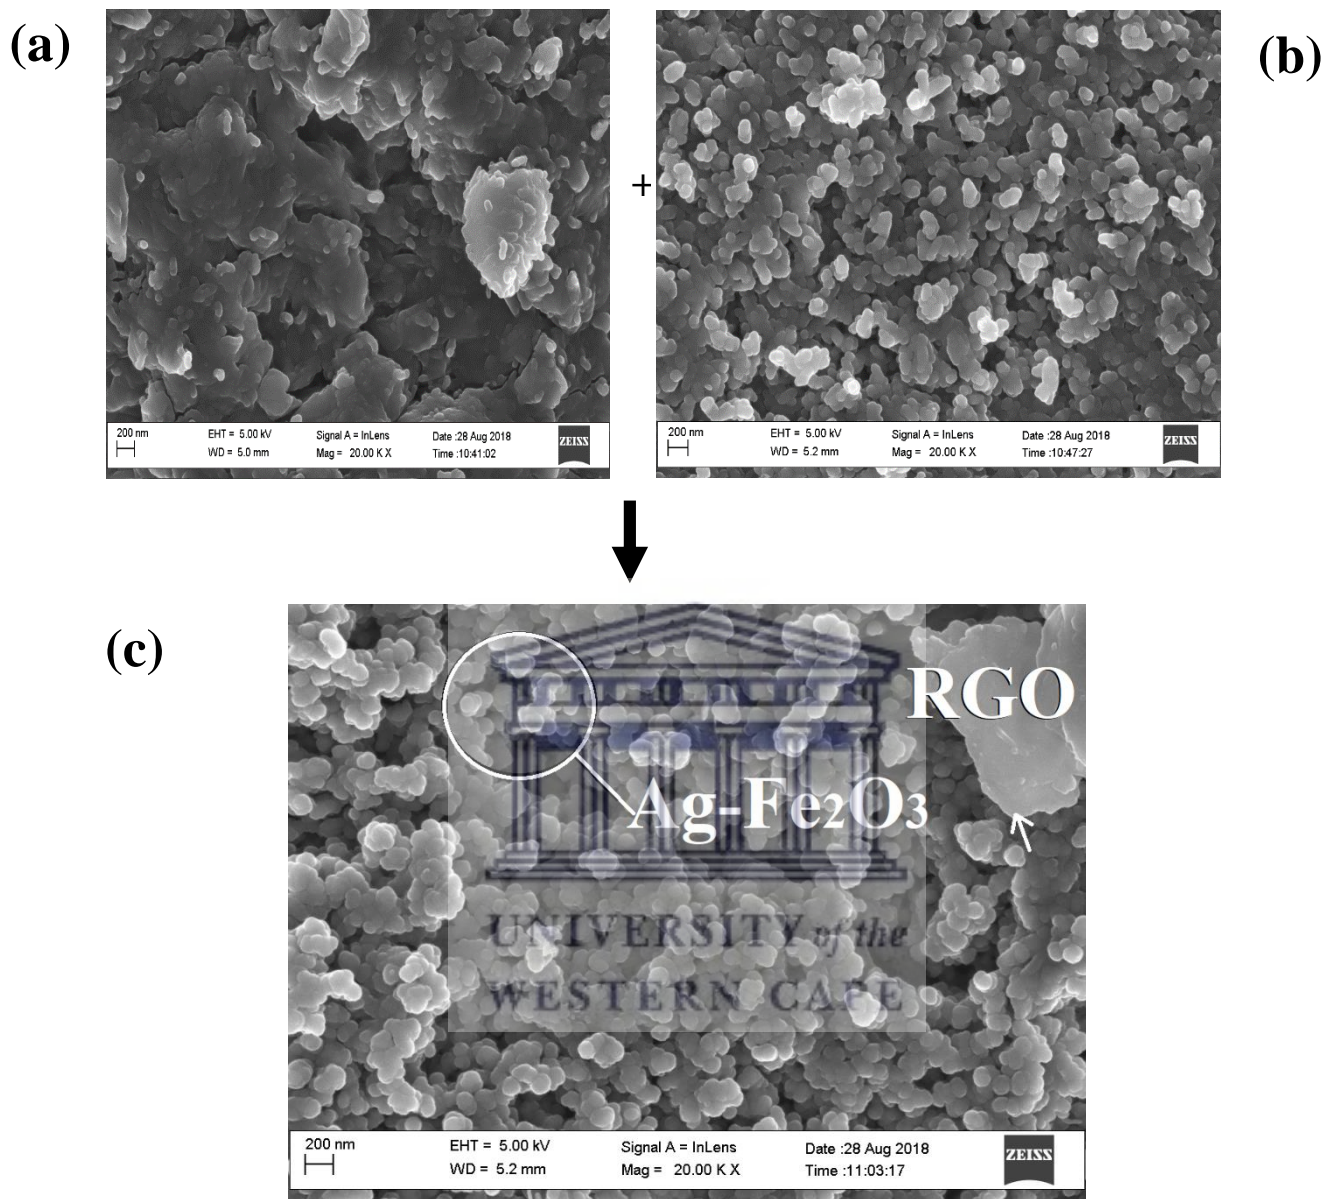 (a)
(b)
+
200 nm
EHT = 5.00 kV
WD = 5.0 mm
Signal A = InLens
Mag = 20.00 K X
Date :28 Aug 2018
Time :10:41:02
ZEISS
200 nm
EHT = 5.00 kV
WD = 5.2 mm
Signal A = InLens
Mag = 20.00 K X
Date :28 Aug 2018
Time :10:47:27
ZEISS
(c)
RGO
Ag-Fe2O3
UNIVERSITY of the
WESTERN CAPE
200 nm
EHT = 5.00 kV
WD = 5.2 mm
Signal A = InLens
Mag = 20.00 K X
Date :28 Aug 2018
Time :11:03:17
ZEISS